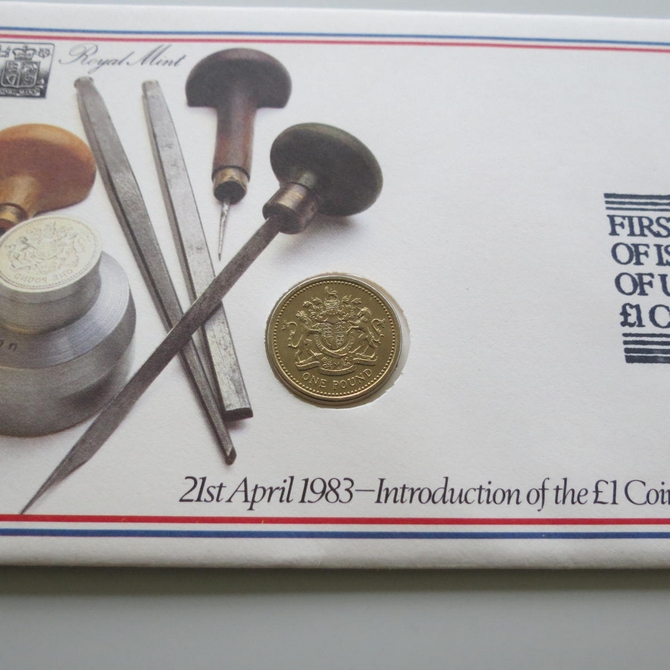 Royal Mint
FIRS
OF IS
OF U
£1 C
ONE POUND
21st April 1983—Introduction of the £1 Coi